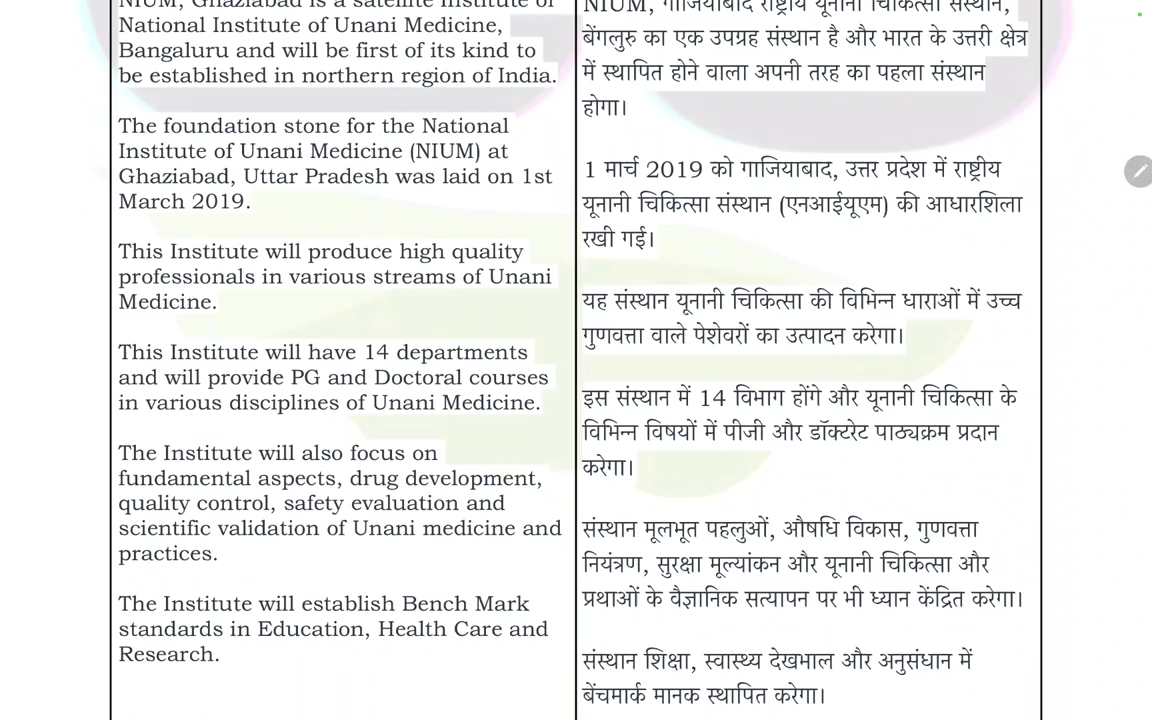 NIUM, Ghaziabad is a satellite Institute of
National Institute of Unani Medicine,
Bangaluru and will be first of its kind to
be established in northern region of India.
The foundation stone for the National
Institute of Unani Medicine (NIUM) at
Ghaziabad, Uttar Pradesh was laid on 1st
March 2019.
This Institute will produce high quality
professionals in various streams of Unani
Medicine.
This Institute will have 14 departments
and will provide PG and Doctoral courses
in various disciplines of Unani Medicine.
The Institute will also focus on
fundamental aspects, drug development,
quality control, safety evaluation and
scientific validation of Unani medicine and
practices.
The Institute will establish Bench Mark
standards in Education, Health Care and
Research.
NIUM, गाजियाबाद राष्ट्रीय यूनानी चिकित्सा संस्थान,
बेंगलुरु का एक उपग्रह संस्थान है और भारत के उत्तरी क्षेत्र
में स्थापित होने वाला अपनी तरह का पहला संस्थान
होगा।
1 मार्च 2019 को गाजियाबाद, उत्तर प्रदेश में राष्ट्रीय
यूनानी चिकित्सा संस्थान (एनआईयूएम) की आधारशिला
रखी गई।
यह संस्थान यूनानी चिकित्सा की विभिन्न धाराओं में उच्च
गुणवत्ता वाले पेशेवरों का उत्पादन करेगा।
इस संस्थान में 14 विभाग होंगे और यूनानी चिकित्सा के
विभिन्न विषयों में पीजी और डॉक्टरेट पाठ्यक्रम प्रदान
करेगा।
संस्थान मूलभूत पहलुओं, औषधि विकास, गुणवत्ता
नियंत्रण, सुरक्षा मूल्यांकन और यूनानी चिकित्सा और
प्रथाओं के वैज्ञानिक सत्यापन पर भी ध्यान केंद्रित करेगा।
संस्थान शिक्षा, स्वास्थ्य देखभाल और अनुसंधान में
बेंचमार्क मानक स्थापित करेगा।